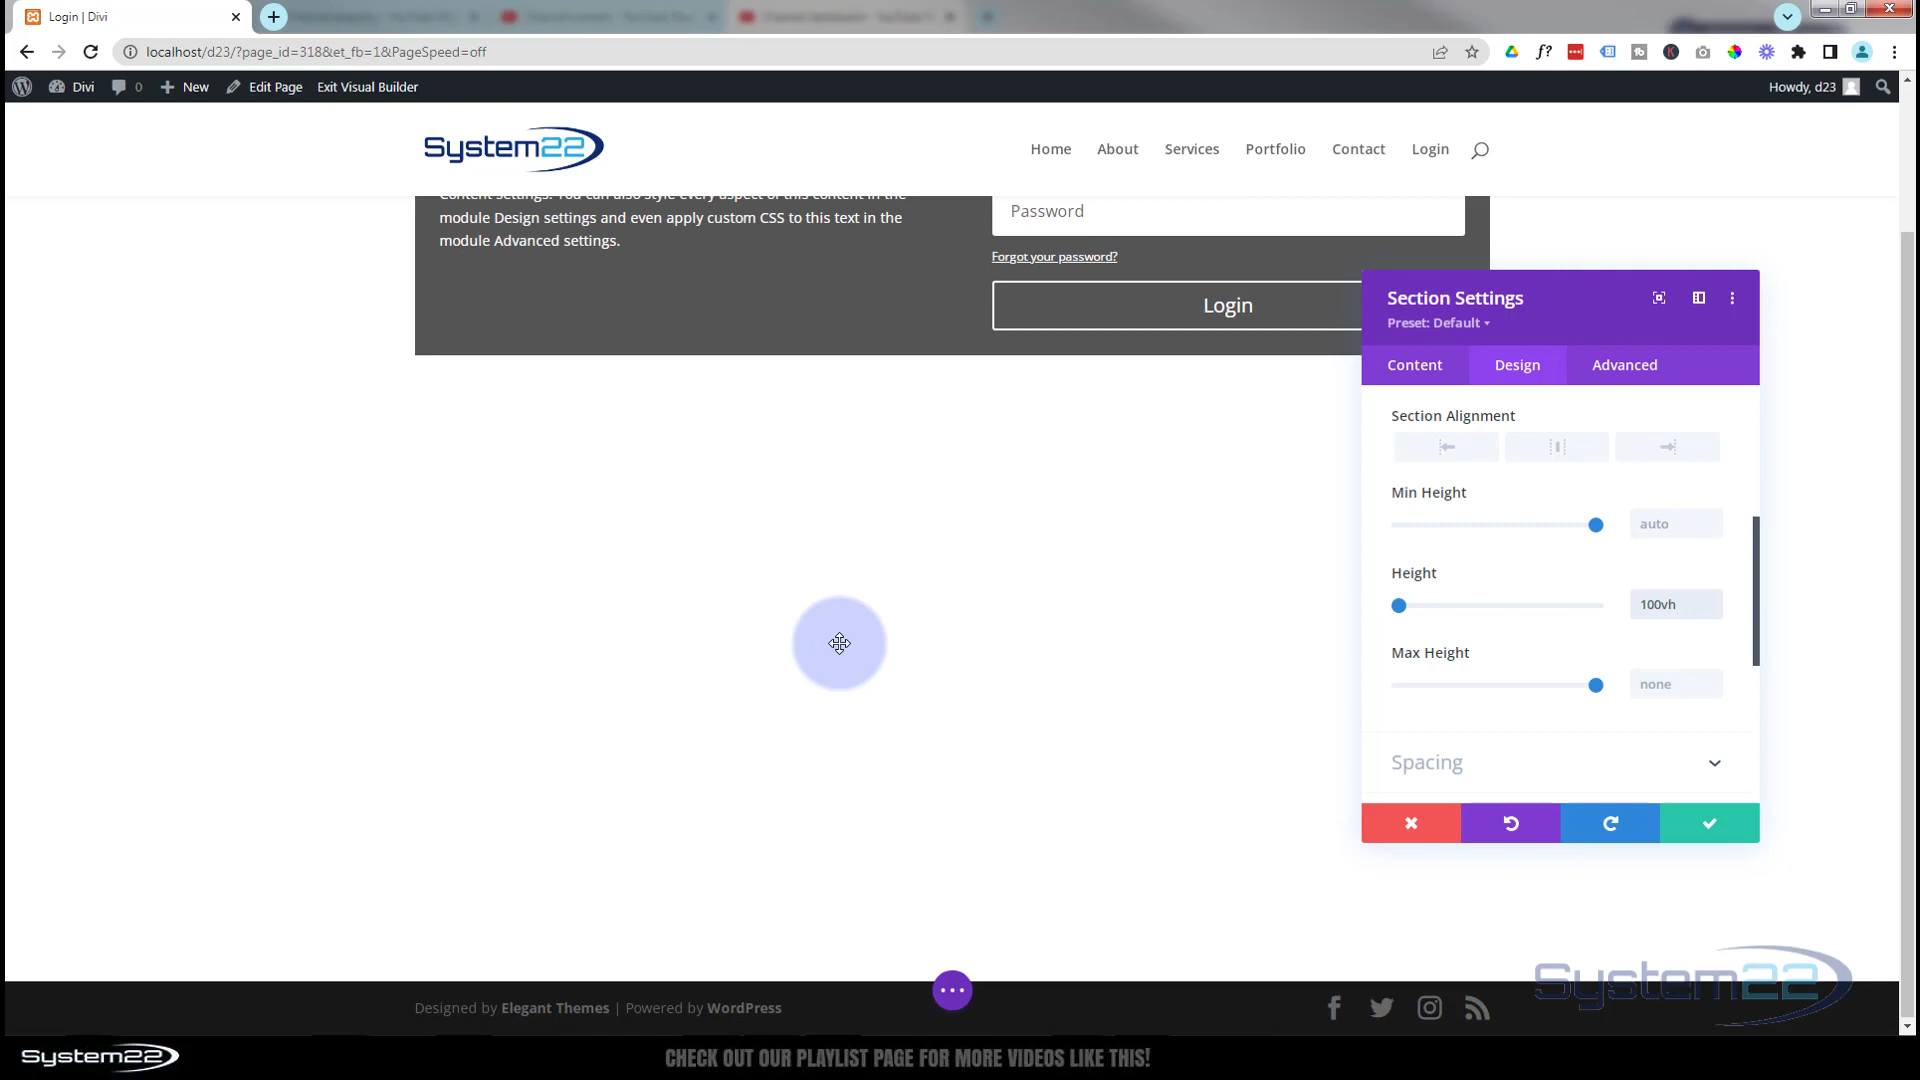 Login | Divi
localhost/d23/?page_id=318&et_fb=1&PageSpeed=off
Divi
0
New
Edit Page
Exit Visual Builder
Howdy, d23
System22
Home
About
Services
Portfolio
Contact
Login
Content settings. You can also style every aspect of this content in the
module Design settings and even apply custom CSS to this text in the
module Advanced settings.
Password
Forgot your password?
Login
Section Settings
Preset: Default
Content
Design
Advanced
Section Alignment
Min Height
auto
Height
100vh
Max Height
none
Spacing
System22
Designed by Elegant Themes | Powered by WordPress
System22
CHECK OUT OUR PLAYLIST PAGE FOR MORE VIDEOS LIKE THIS!